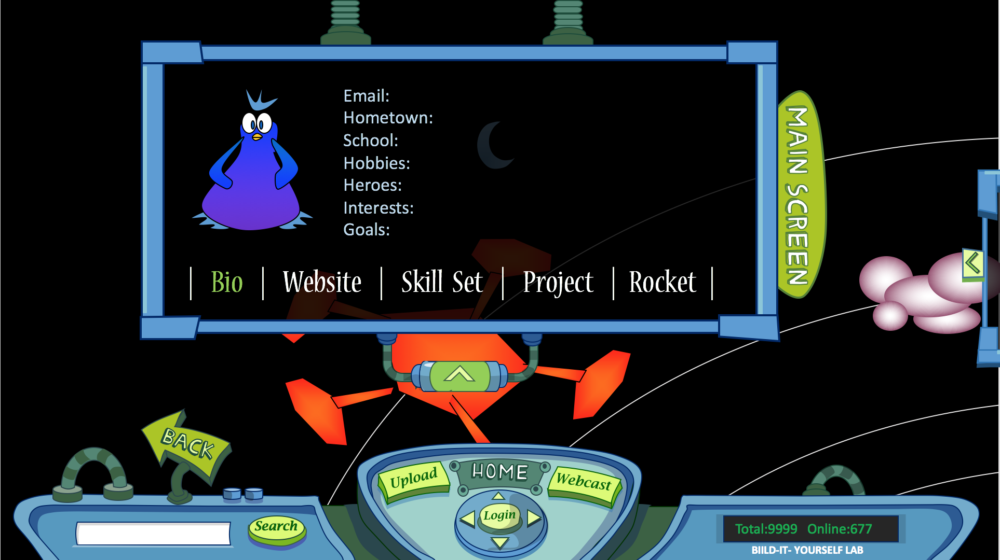 Email:
Hometown:
School:
Hobbies:
Heroes:
Interests:
Goals:
| Bio | Website | Skill Set | Project | Rocket |
MAIN SCREEN
BACK
Upload
HOME
Webcast
Login
Search
Total:9999 Online:677
BIILD-IT- YOURSELF LAB